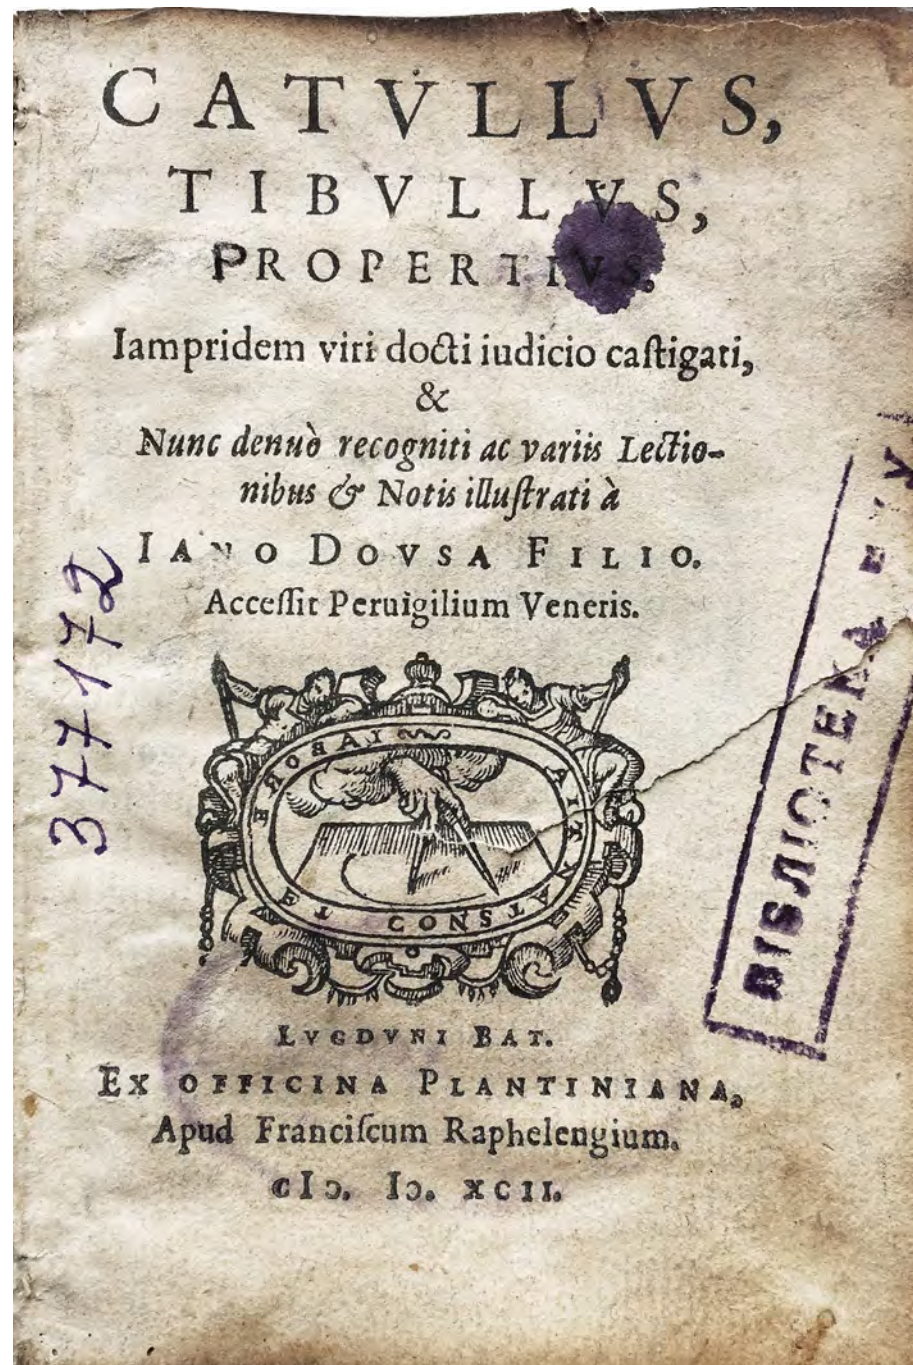 CATVLLVS,
TIBVLLVS,
PROPERTIVS.
Iampridem viri docti iudicio caſtigati,
&
Nunc denuò recogniti ac variis Lectio-
nibus & Notis illuſtrati à
IANO DOVSA FILIO.
Acceſſit Peruigilium Veneris.
LABORE ET CONSTANTIA
LVGDVNI BAT.
EX OFFICINA PLANTINIANA,
Apud Franciſcum Raphelengium.
cIↄ. Iↄ. XCII.
377172
BIBLIOTEKA